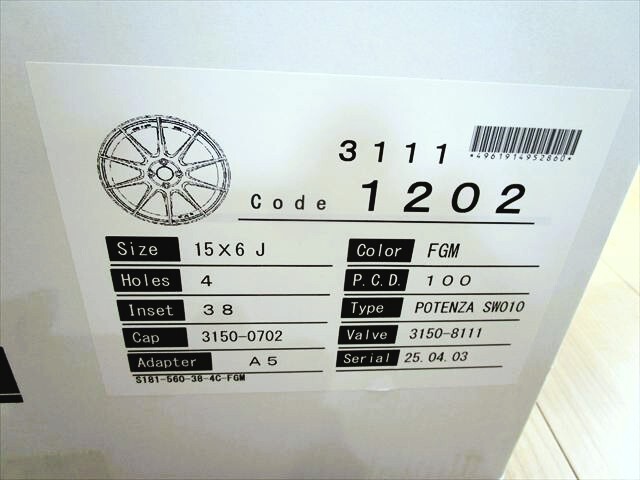 3111
*4961914952860*
Code 1202
Size 15×6 J Color FGM
Holes 4 P.C.D. 100
Inset 38 Type POTENZA SW010
Cap 3150-0702 Valve 3150-8111
Adapter A5 Serial 25.04.03
S181-560-38-4C-FGM